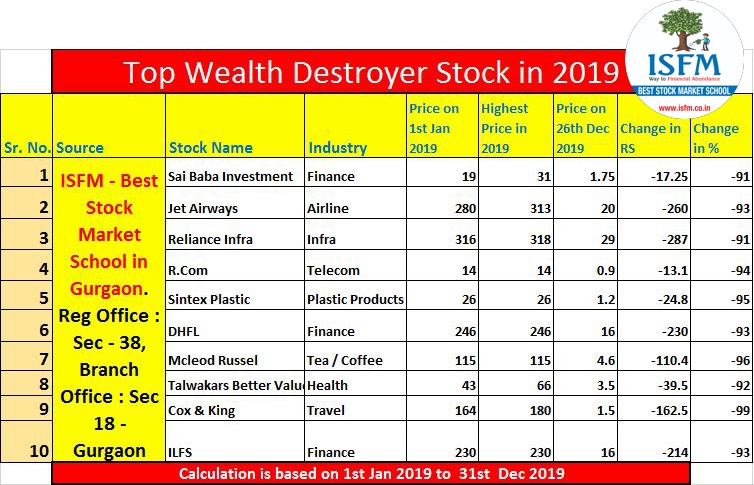 ISFM
Way to Financial Abundance
BEST STOCK MARKET SCHOOL
www.isfm.co.in
Top Wealth Destroyer Stock in 2019
Sr. No. Source Stock Name Industry Price on 1st Jan 2019 Highest Price in 2019 Price on 26th Dec 2019 Change in RS Change in %
ISFM - Best
Stock
Market
School in
Gurgaon.
Reg Office :
Sec - 38,
Branch
Office : Sec
18 -
Gurgaon
1 Sai Baba Investment Finance 19 31 1.75 -17.25 -91
2 Jet Airways Airline 280 313 20 -260 -93
3 Reliance Infra Infra 316 318 29 -287 -91
4 R.Com Telecom 14 14 0.9 -13.1 -94
5 Sintex Plastic Plastic Products 26 26 1.2 -24.8 -95
6 DHFL Finance 246 246 16 -230 -93
7 Mcleod Russel Tea / Coffee 115 115 4.6 -110.4 -96
8 Talwakars Better Valu Health 43 66 3.5 -39.5 -92
9 Cox & King Travel 164 180 1.5 -162.5 -99
10 ILFS Finance 230 230 16 -214 -93
Calculation is based on 1st Jan 2019 to 31st Dec 2019